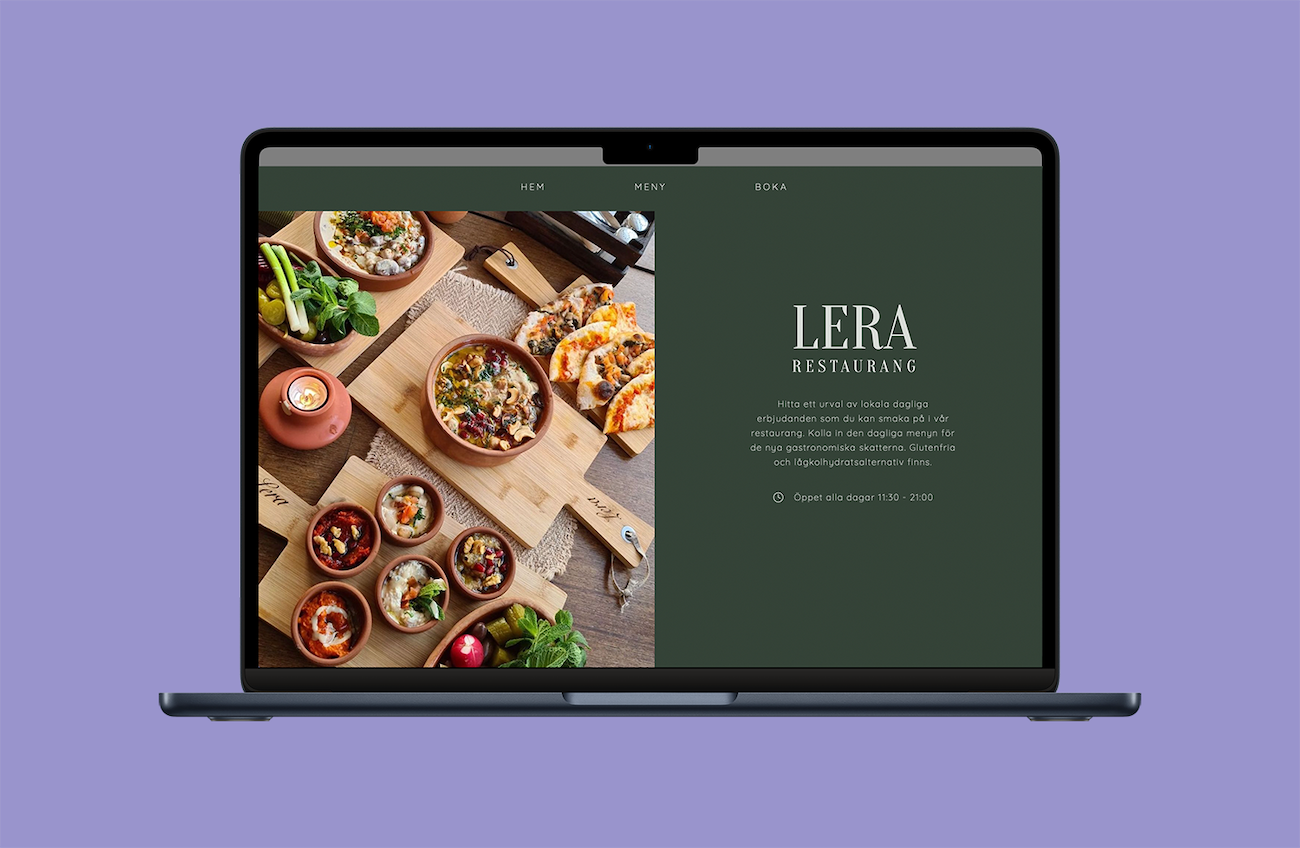 HEM
MENY
BOKA
LERA
RESTAURANG
Hitta ett urval av lokala dagliga
erbjudanden som du kan smaka på i vår
restaurang. Kolla in den dagliga menyn för
de nya gastronomiska skatterna. Glutenfria
och lågkolhydratsalternativ finns.
Öppet alla dagar 11:30 - 21:00
Lera
Lera